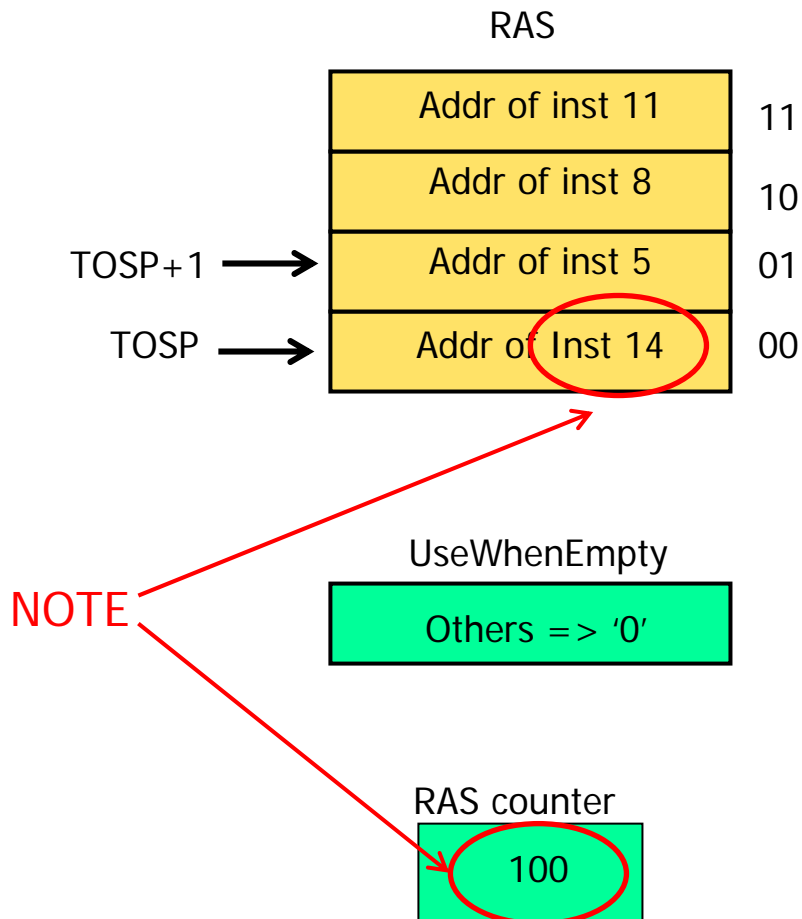 RAS
Addr of inst 11 11
Addr of inst 8 10
TOSP+1 Addr of inst 5 01
TOSP Addr of Inst 14 00
UseWhenEmpty
NOTE
Others => ‘0’
RAS counter
100